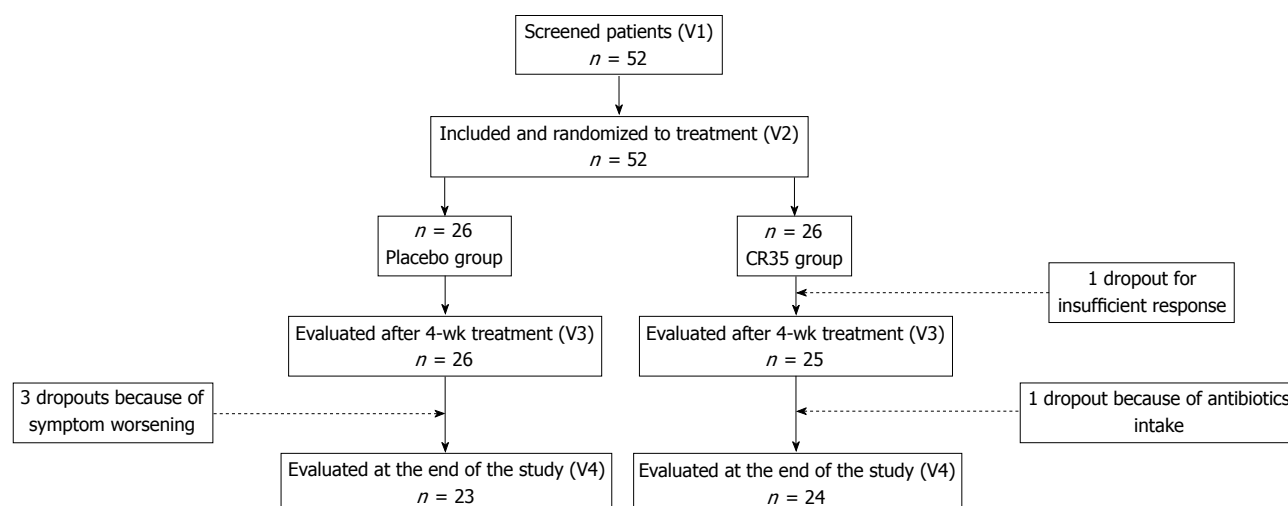 Screened patients (V1)
n = 52
Included and randomized to treatment (V2)
n = 52
n = 26
Placebo group
n = 26
CR35 group
1 dropout for
insufficient response
Evaluated after 4-wk treatment (V3)
n = 26
Evaluated after 4-wk treatment (V3)
n = 25
3 dropouts because of
symptom worsening
1 dropout because of antibiotics
intake
Evaluated at the end of the study (V4)
n = 23
Evaluated at the end of the study (V4)
n = 24